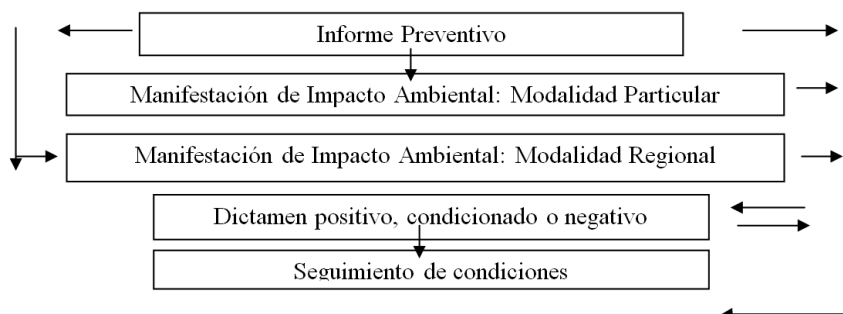 Informe Preventivo
Manifestación de Impacto Ambiental: Modalidad Particular
Manifestación de Impacto Ambiental: Modalidad Regional
Dictamen positivo, condicionado o negativo
Seguimiento de condiciones